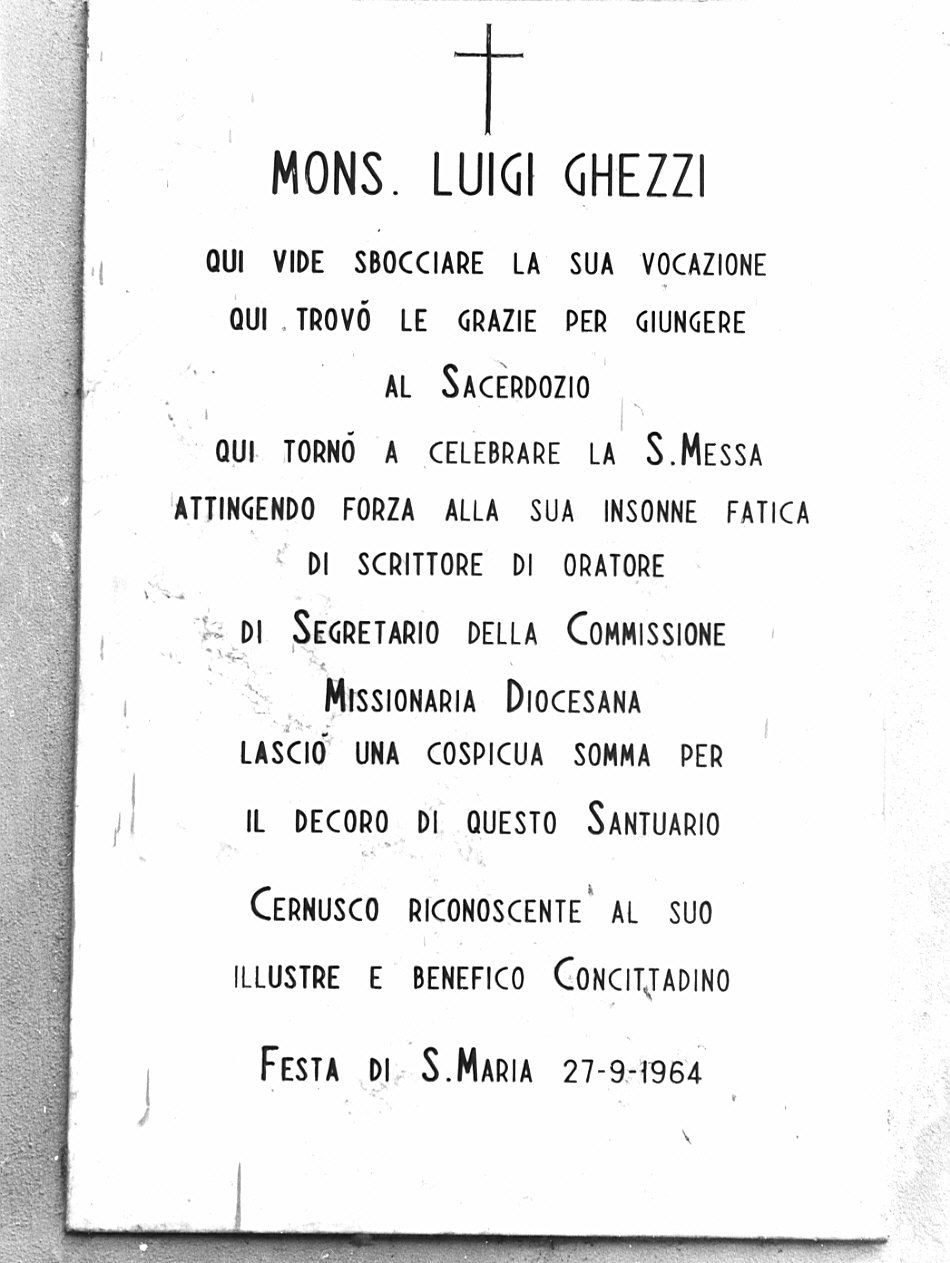 MONS. LUIGI GHEZZI
QUI VIDE SBOCCIARE LA SUA VOCAZIONE
QUI TROVÒ LE GRAZIE PER GIUNGERE
AL SACERDOZIO
QUI TORNÒ A CELEBRARE LA S.MESSA
ATTINGENDO FORZA ALLA SUA INSONNE FATICA
DI SCRITTORE DI ORATORE
DI SEGRETARIO DELLA COMMISSIONE
MISSIONARIA DIOCESANA
LASCIÒ UNA COSPICUA SOMMA PER
IL DECORO DI QUESTO SANTUARIO
CERNUSCO RICONOSCENTE AL SUO
ILLUSTRE E BENEFICO CONCITTADINO
FESTA DI S.MARIA 27-9-1964